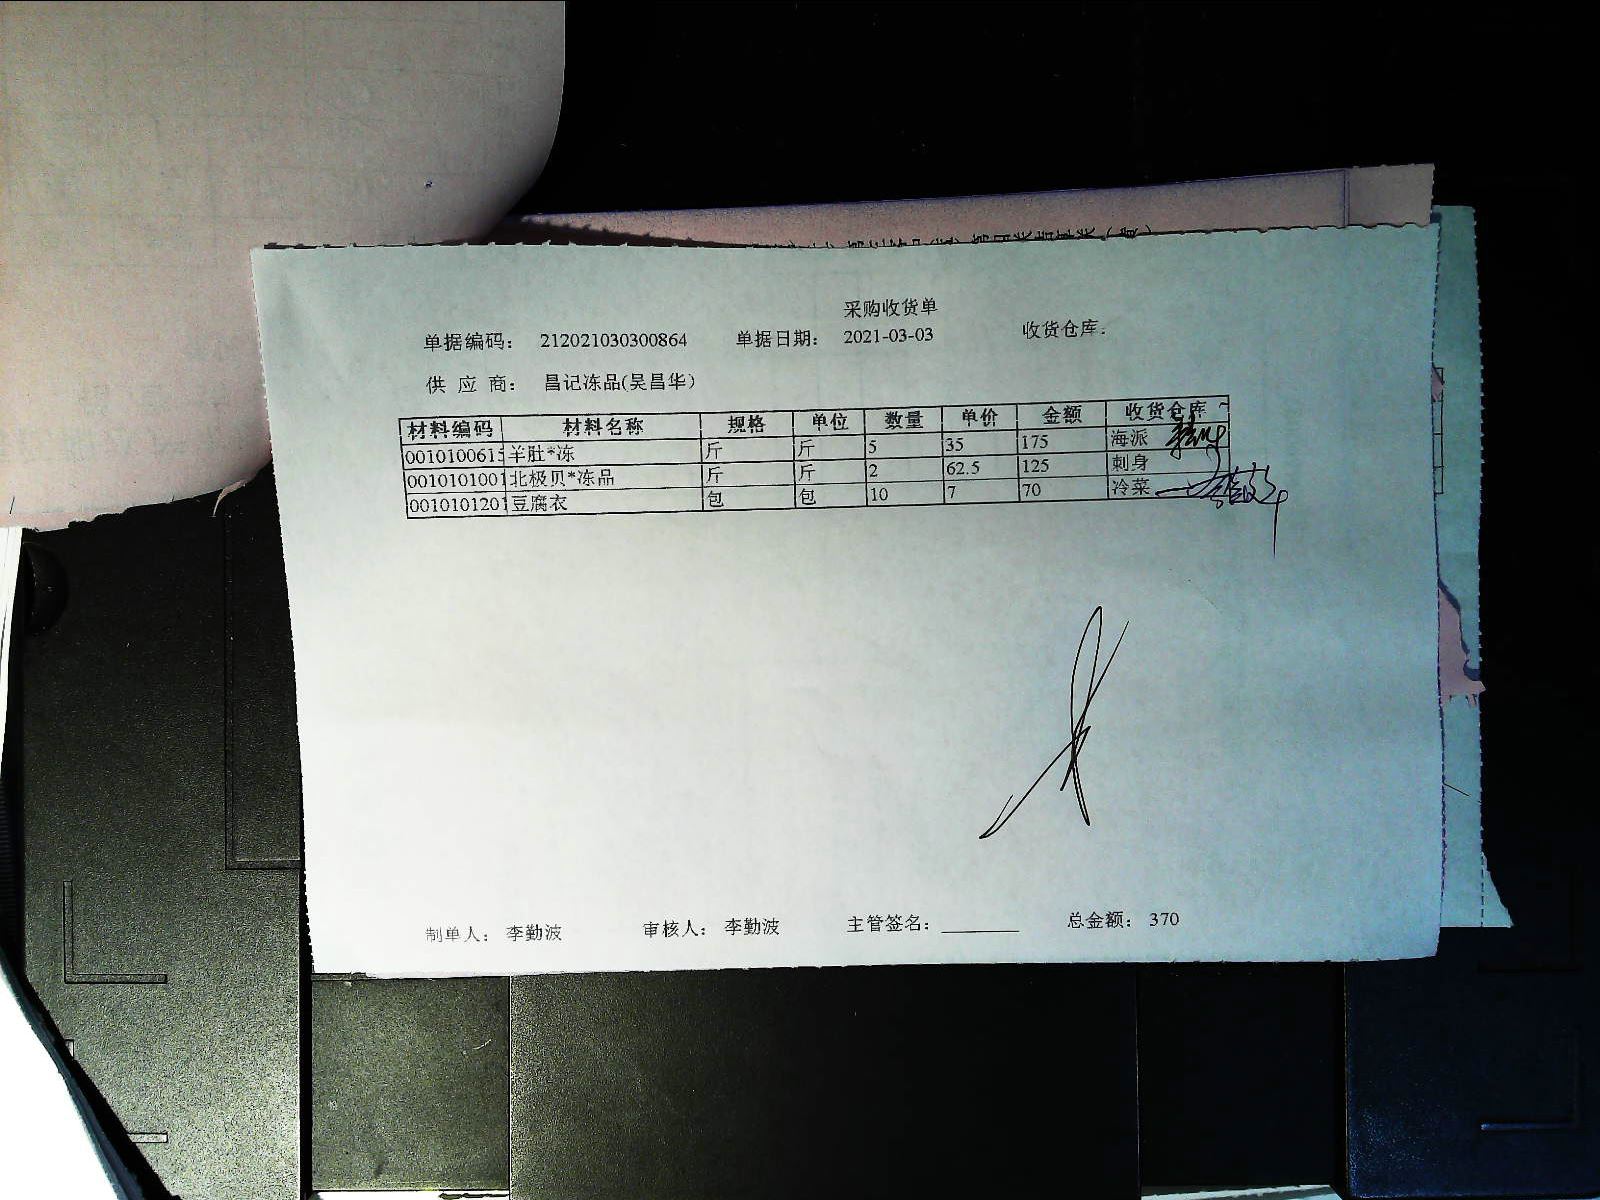 采购收货单
单据编码： 212021030300864 单据日期： 2021-03-03 收货仓库：
供 应 商： 昌记冻品(吴昌华)
材料编码 材料名称 规格 单位 数量 单价 金额 收货仓库
0010100615 羊肚*冻 斤 斤 5 35 175 海派
0010101001 北极贝*冻品 斤 斤 2 62.5 125 刺身
0010101201 豆腐衣 包 包 10 7 70 冷菜
制单人： 李勤波 审核人： 李勤波 主管签名： 总金额： 370